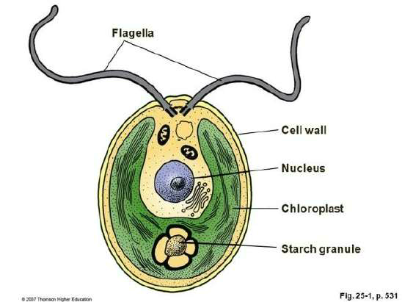 Flagella
Cell wall
Nucleus
Chloroplast
Starch granule
© 2007 Thomson Higher Education
Fig. 25-1, p. 531